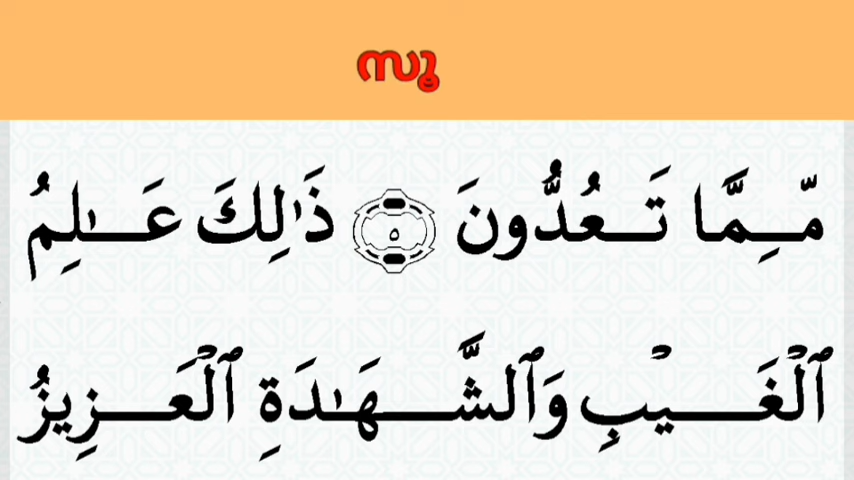 സൂ
مِّمَّا تَعُدُّونَ ٥ ذَٰلِكَ عَـٰلِمُ
ٱلْغَيْبِ وَٱلشَّهَـٰدَةِ ٱلْعَزِيزُ